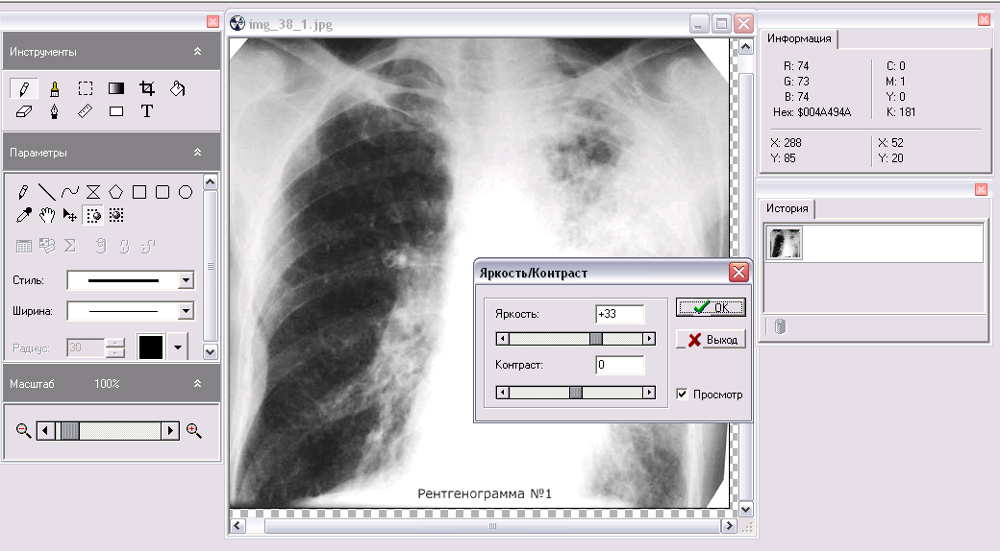 img_38_1.jpg
Инструменты
T
Параметры
Стиль:
Ширина:
Радиус: 30
Масштаб 100%
Рентгенограмма №1
Яркость/Контраст
Яркость: +33
OK
Выход
Контраст: 0
Просмотр
Информация
R: 74 C: 0
G: 73 M: 1
B: 74 Y: 0
Hex: $004A494A K: 181
X: 288 X: 52
Y: 85 Y: 20
История